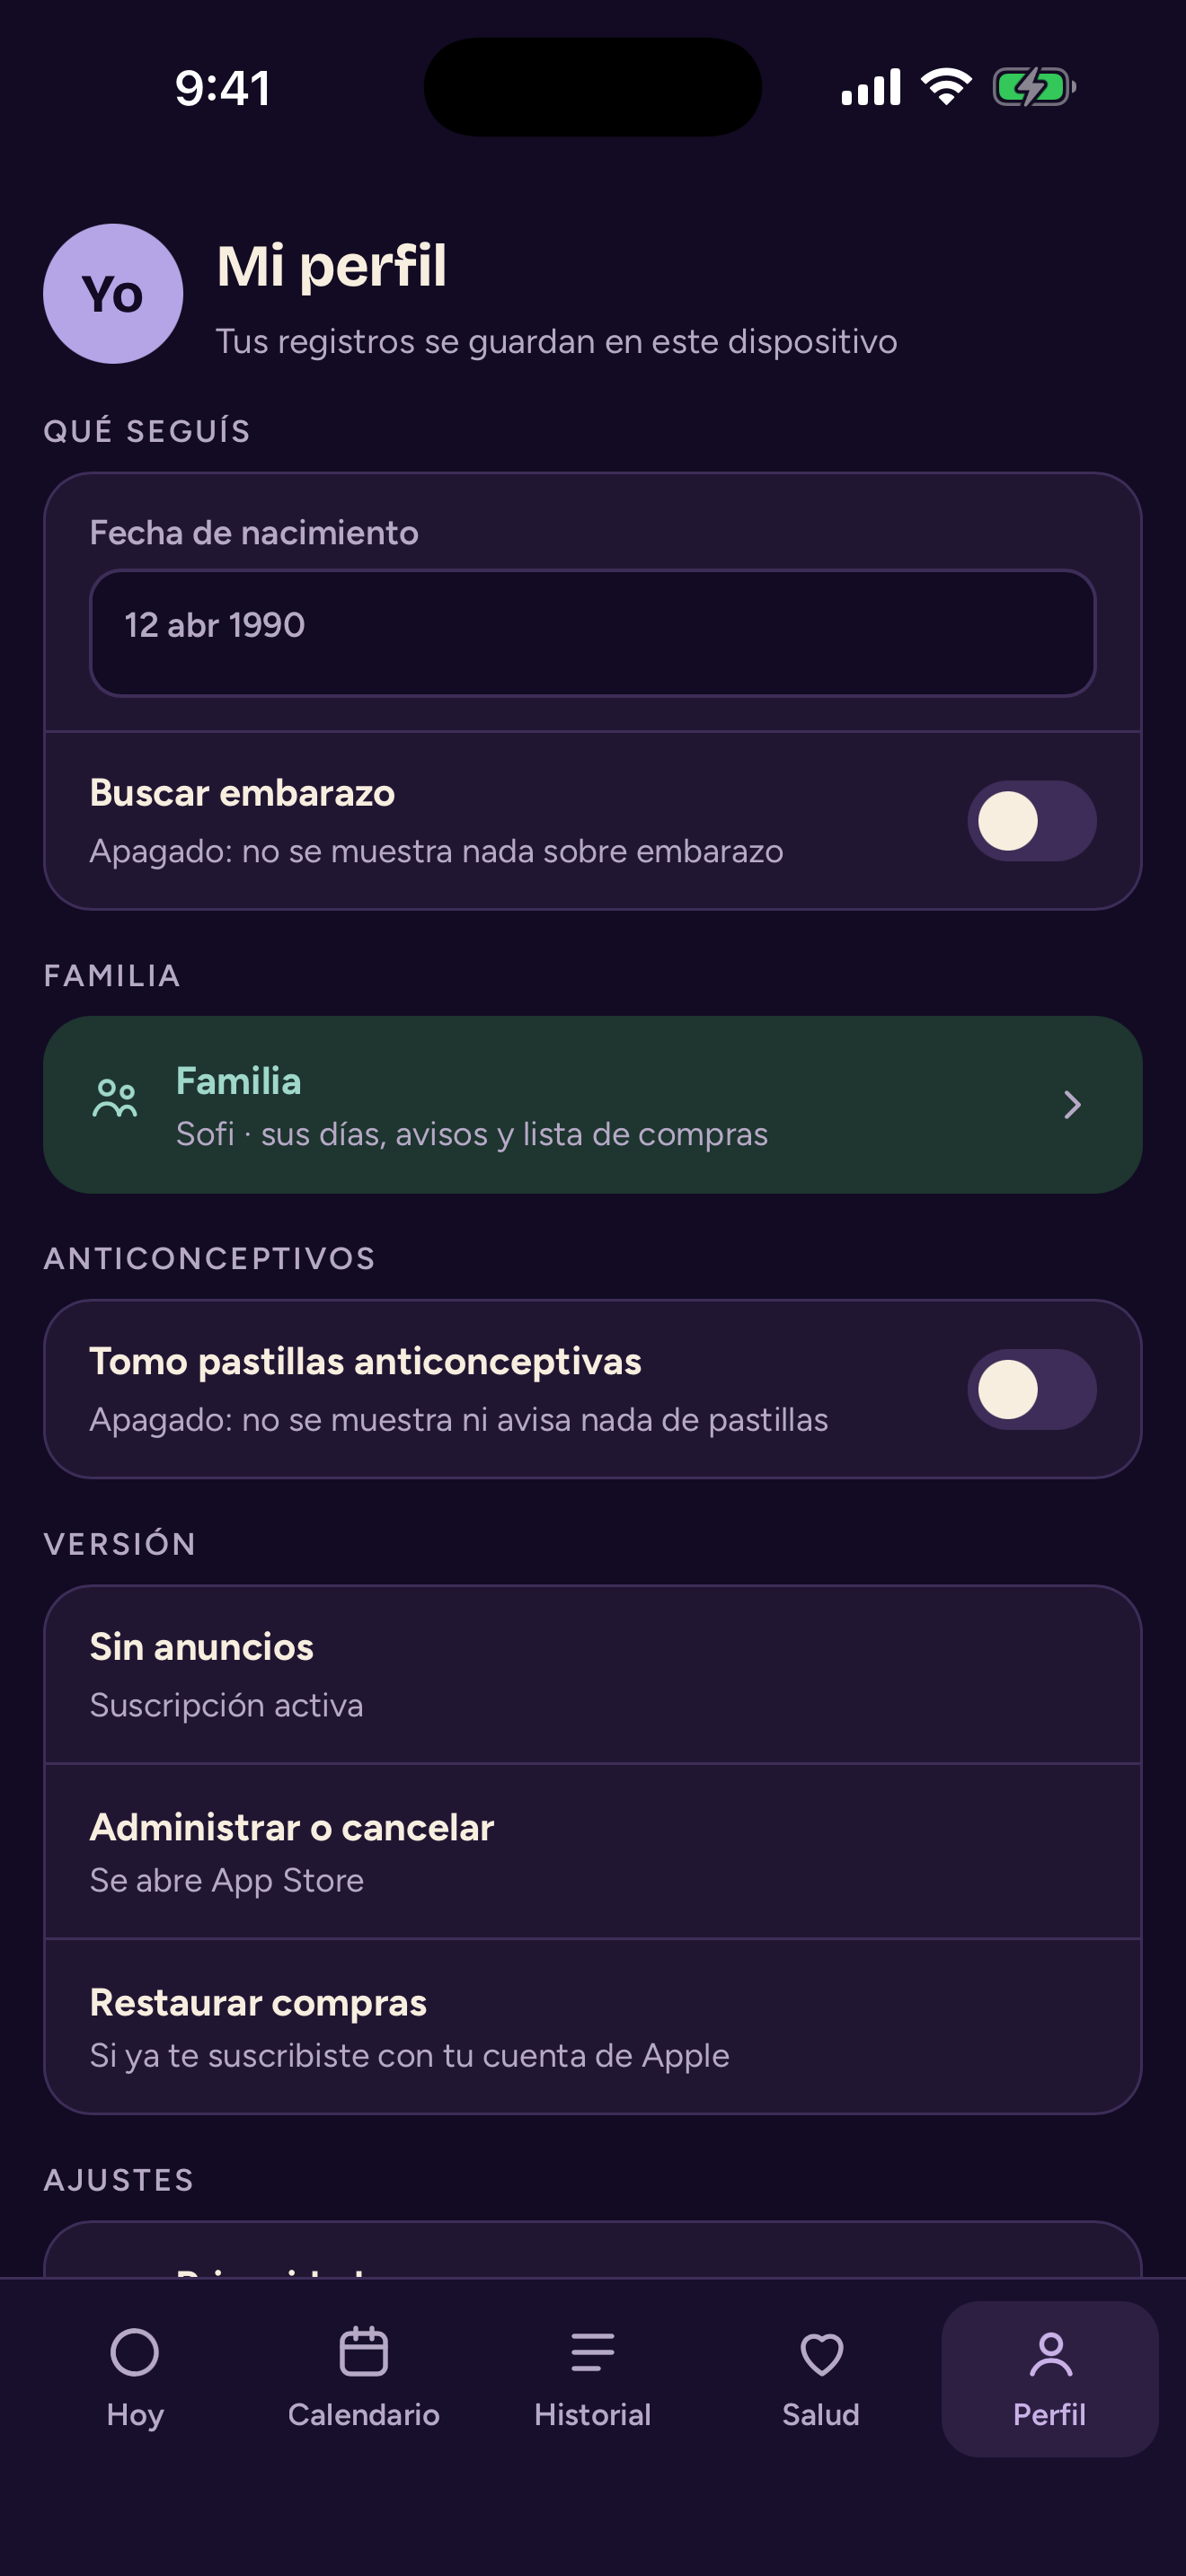 9:41
Yo
Mi perfil
Tus registros se guardan en este dispositivo
QUÉ SEGUÍS
Fecha de nacimiento
12 abr 1990
Buscar embarazo
Apagado: no se muestra nada sobre embarazo
FAMILIA
Familia
Sofi · sus días, avisos y lista de compras
ANTICONCEPTIVOS
Tomo pastillas anticonceptivas
Apagado: no se muestra ni avisa nada de pastillas
VERSIÓN
Sin anuncios
Suscripción activa
Administrar o cancelar
Se abre App Store
Restaurar compras
Si ya te suscribiste con tu cuenta de Apple
AJUSTES
Hoy
Calendario
Historial
Salud
Perfil